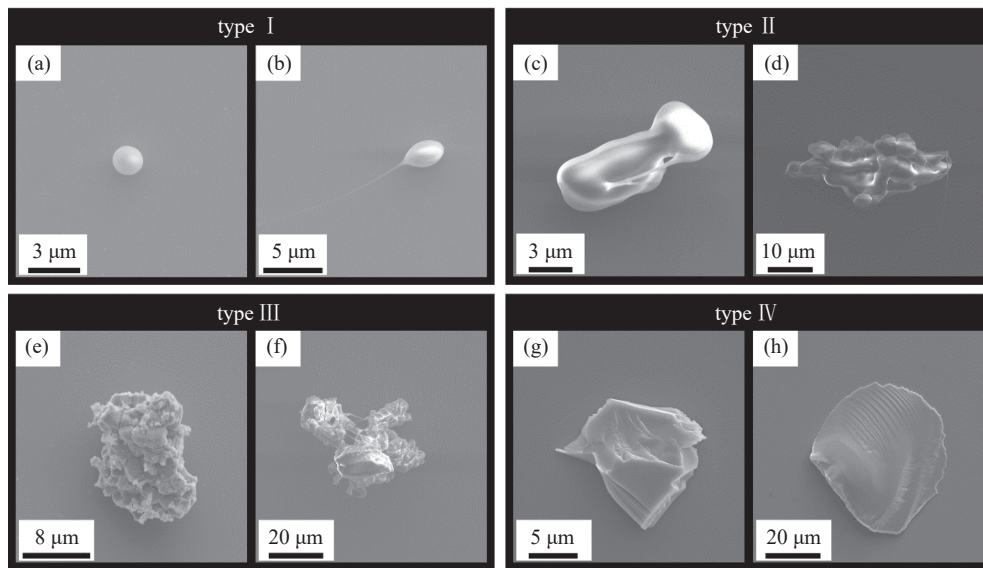 type Ⅰ
(a)
(b)
3 μm
5 μm
type Ⅱ
(c)
(d)
3 μm
10 μm
type Ⅲ
(e)
(f)
8 μm
20 μm
type Ⅳ
(g)
(h)
5 μm
20 μm